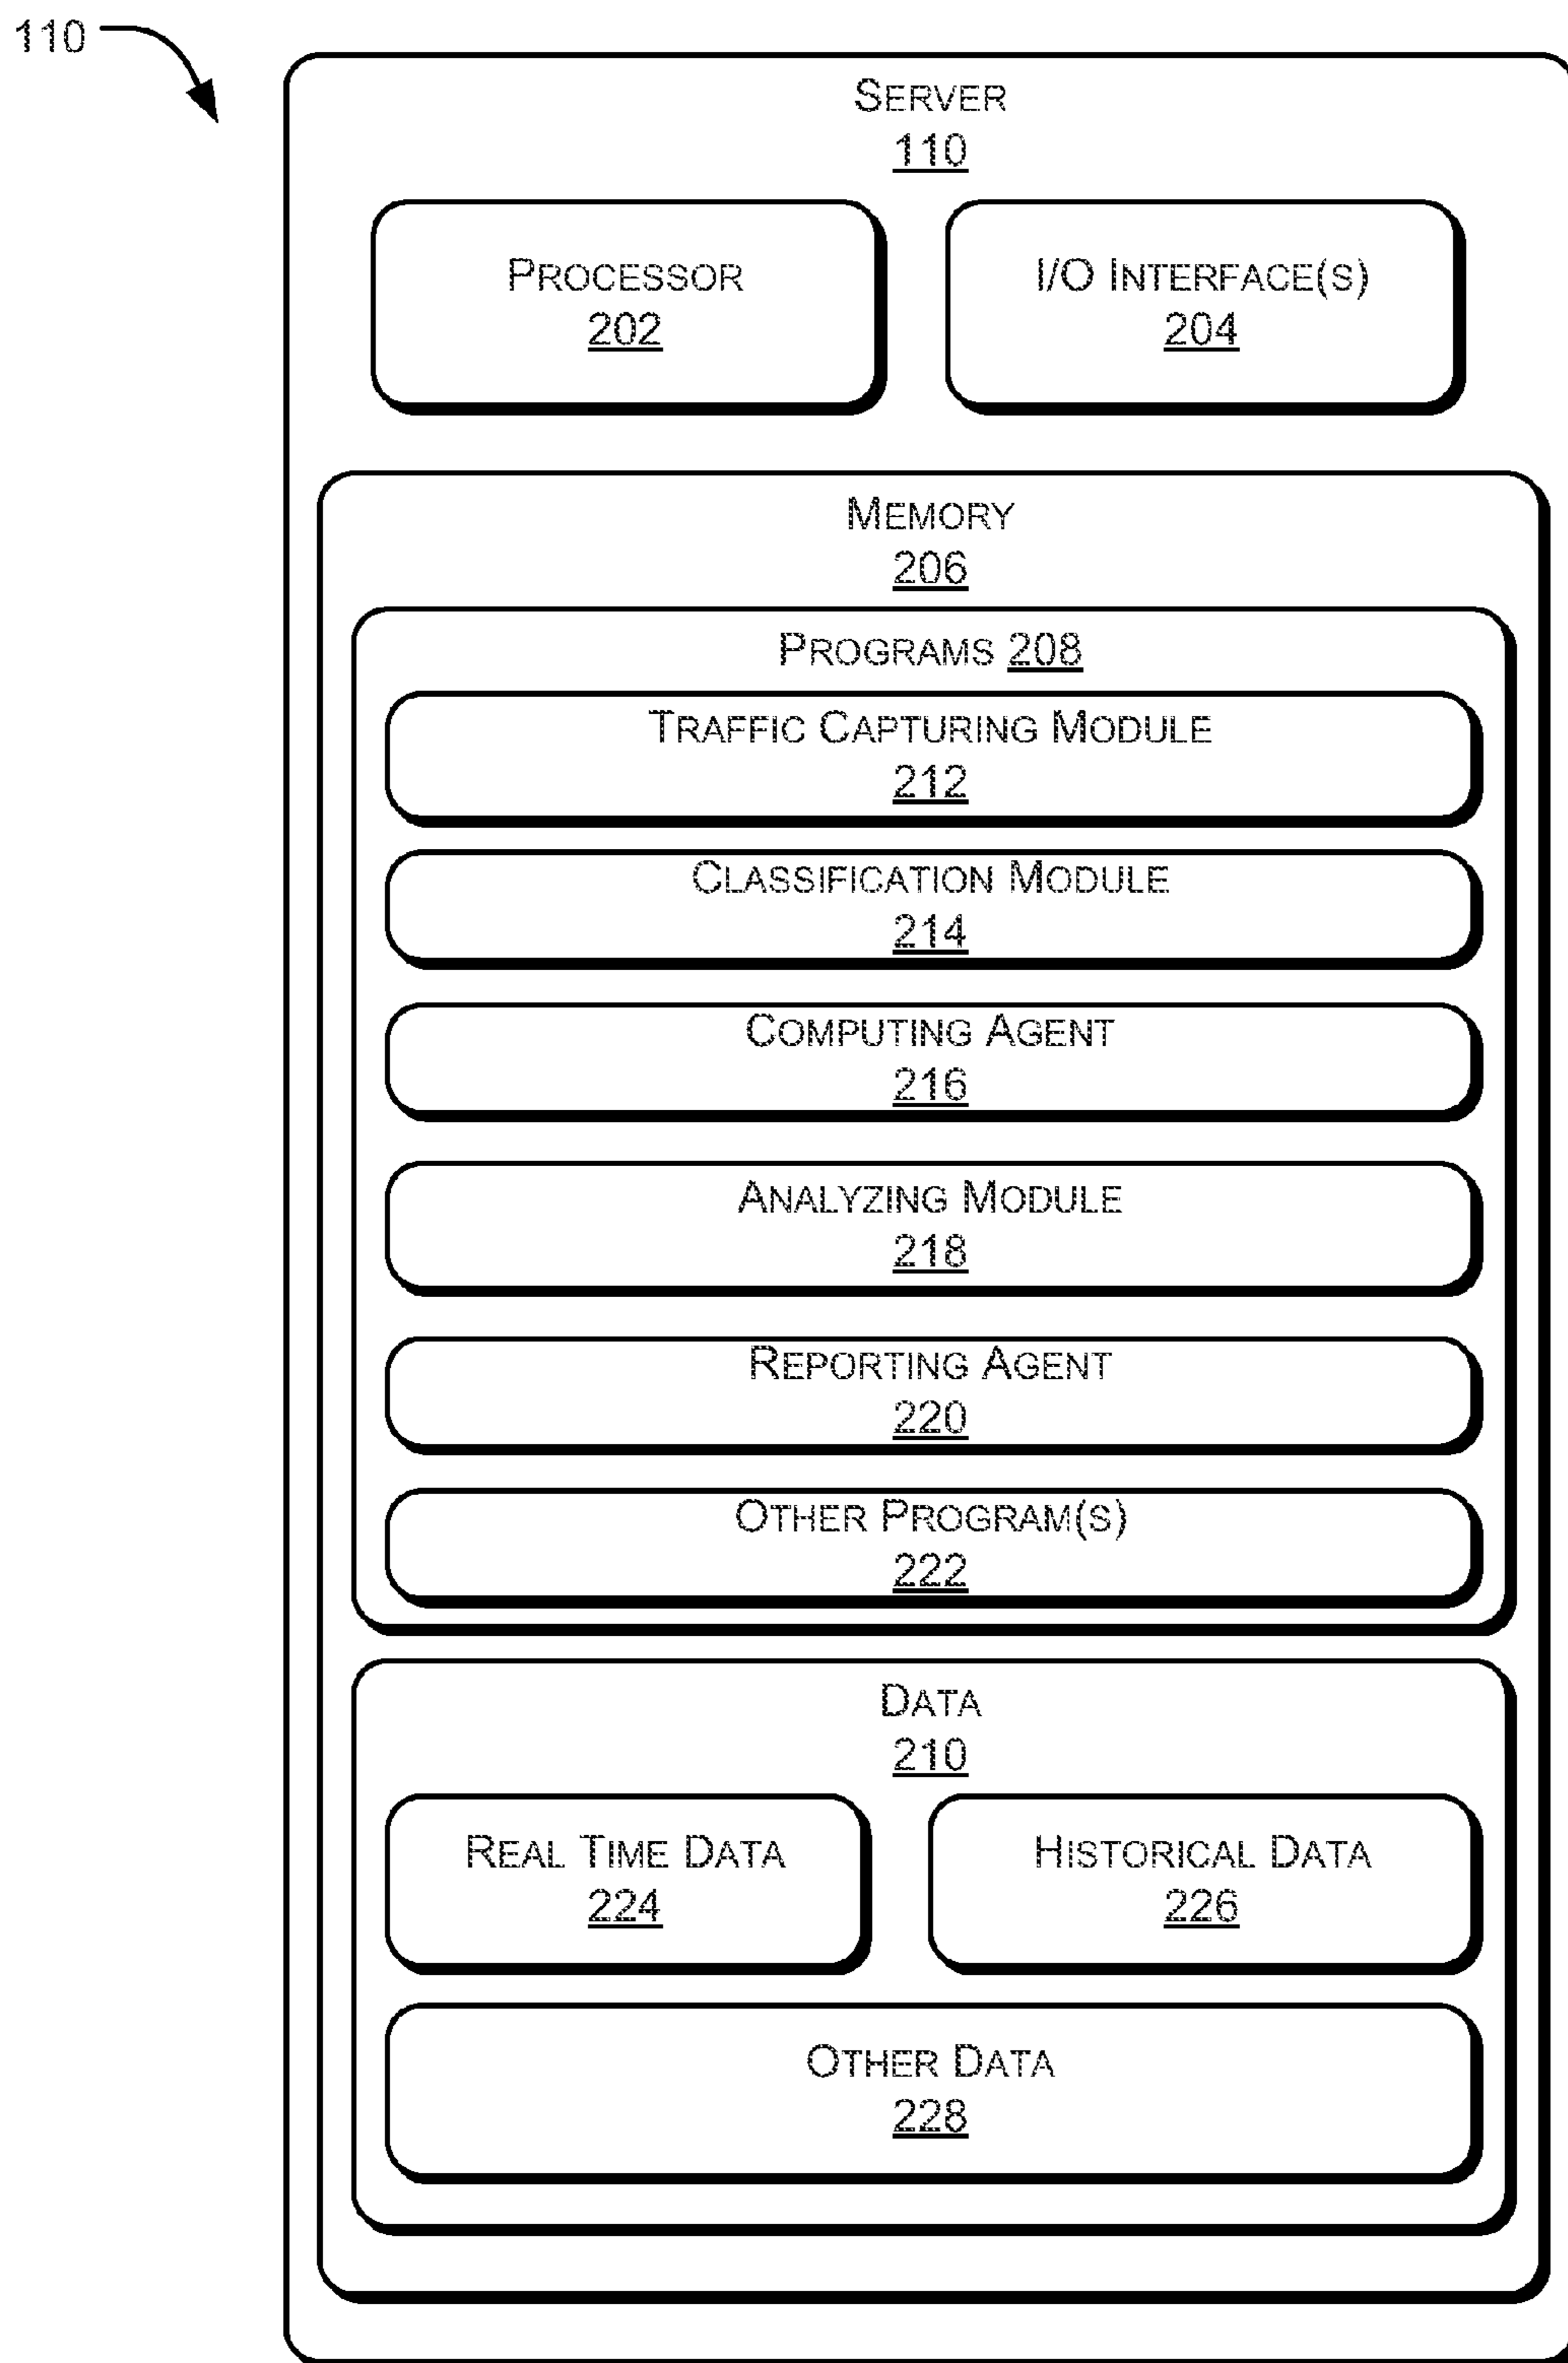 110
SERVER
110
PROCESSOR
202
I/O INTERFACE(S)
204
MEMORY
206
PROGRAMS 208
TRAFFIC CAPTURING MODULE
212
CLASSIFICATION MODULE
214
COMPUTING AGENT
216
ANALYZING MODULE
218
REPORTING AGENT
220
OTHER PROGRAM(S)
222
DATA
210
REAL TIME DATA
224
HISTORICAL DATA
226
OTHER DATA
228